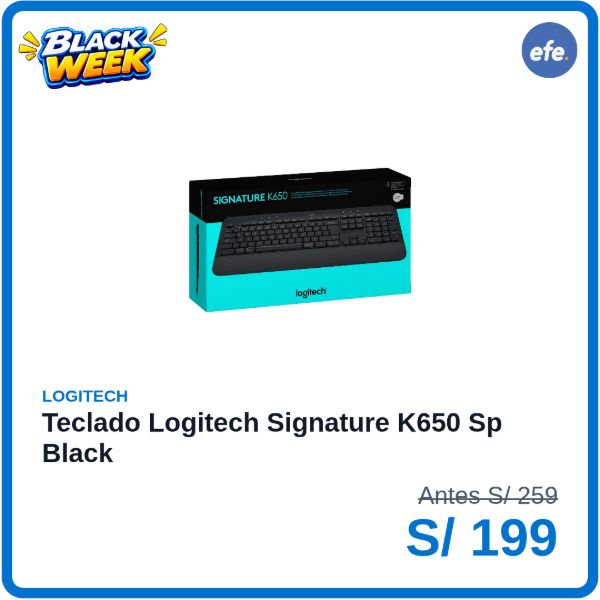 BLACK
WEEK
efe.
SIGNATURE K650
logitech
LOGITECH
Teclado Logitech Signature K650 Sp
Black
Antes S/ 259
S/ 199